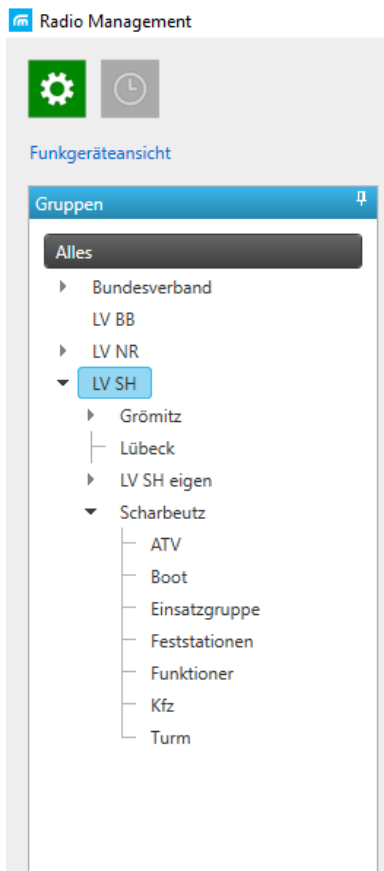 Radio Management
Funkgeräteansicht
Gruppen
Alles
Bundesverband
LV BB
LV NR
LV SH
Grömitz
Lübeck
LV SH eigen
Scharbeutz
ATV
Boot
Einsatzgruppe
Feststationen
Funktioner
Kfz
Turm